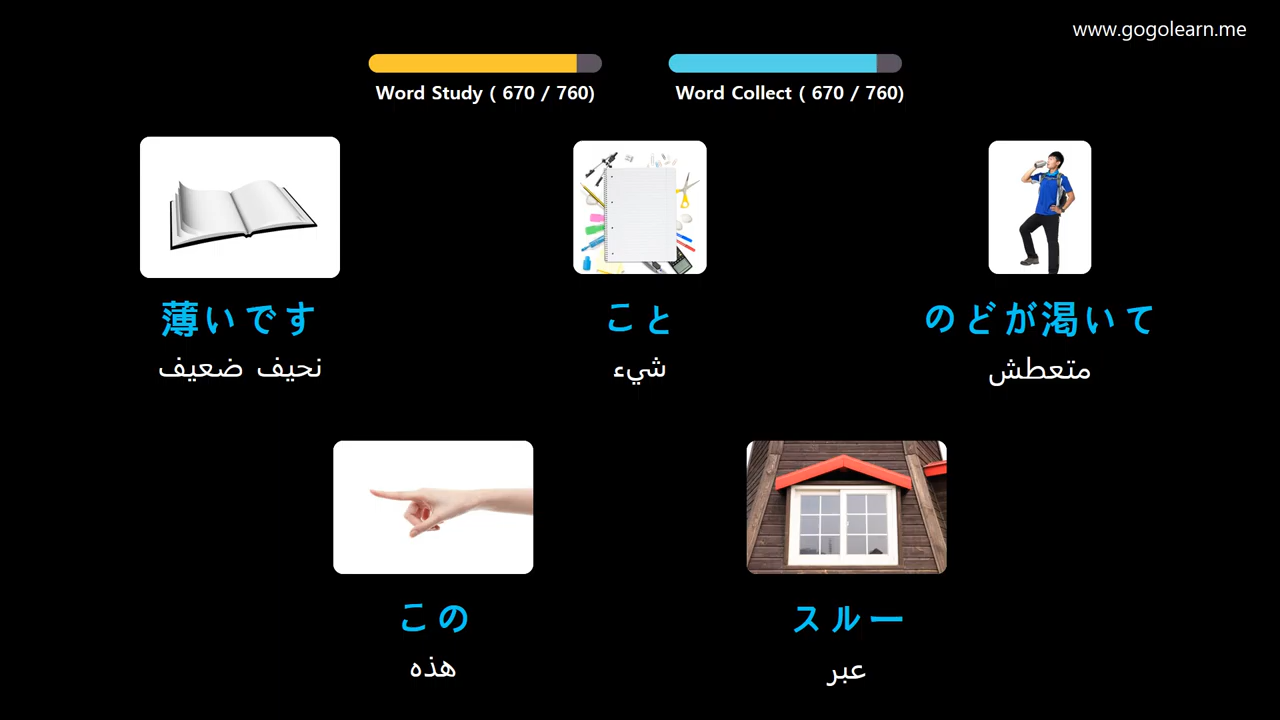 www.gogolearn.me
Word Study ( 670 / 760)
Word Collect ( 670 / 760)
薄いです
نحيف ضعيف
こと
شيء
のどが渇いて
متعطش
この
هذه
スルー
عبر